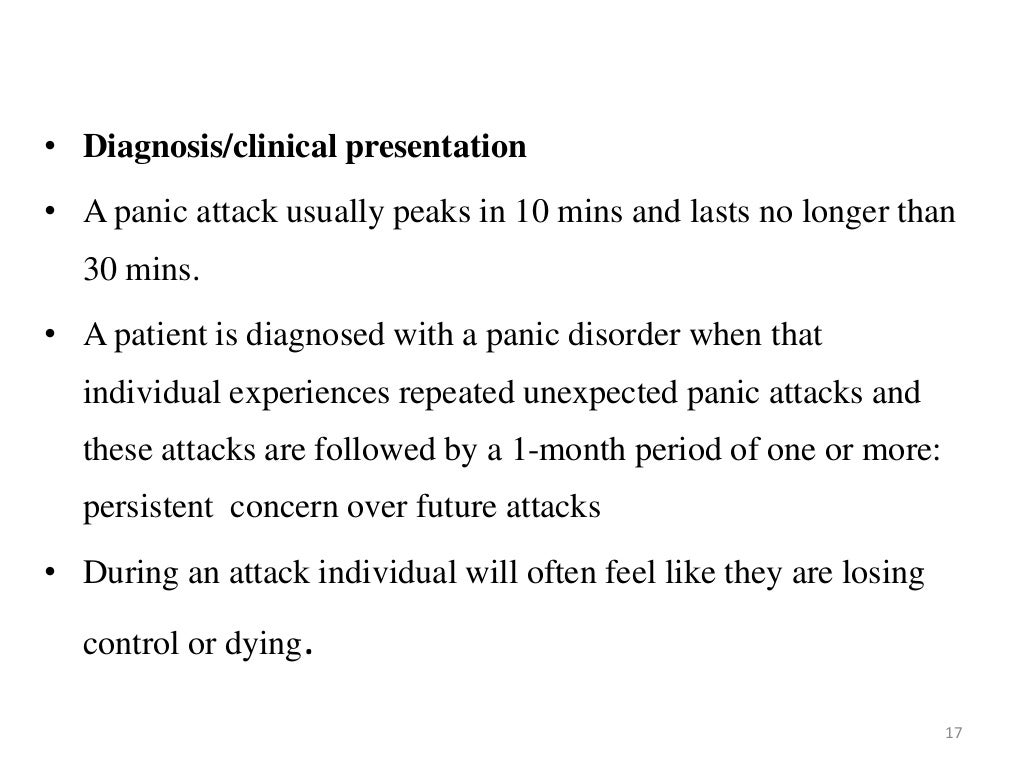 • Diagnosis/clinical presentation
• A panic attack usually peaks in 10 mins and lasts no longer than
30 mins.
• A patient is diagnosed with a panic disorder when that
individual experiences repeated unexpected panic attacks and
these attacks are followed by a 1-month period of one or more:
persistent  concern over future attacks
• During an attack individual will often feel like they are losing
control or dying.
17